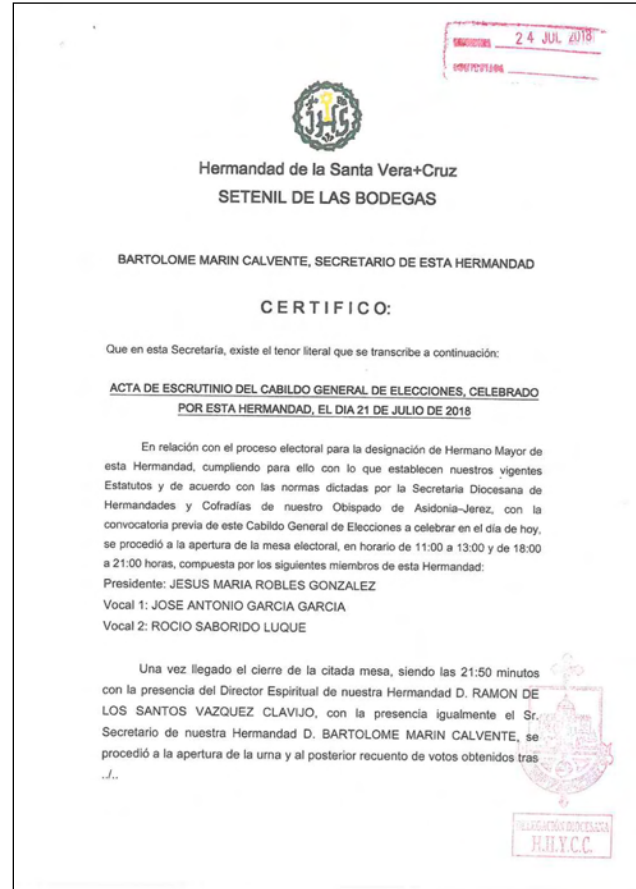 24 JUL 2018
JHS
Hermandad de la Santa Vera+Cruz
SETENIL DE LAS BODEGAS
BARTOLOME MARIN CALVENTE, SECRETARIO DE ESTA HERMANDAD
CERTIFICO:
Que en esta Secretaría, existe el tenor literal que se transcribe a continuación:
ACTA DE ESCRUTINIO DEL CABILDO GENERAL DE ELECCIONES, CELEBRADO
POR ESTA HERMANDAD, EL DIA 21 DE JULIO DE 2018
En relación con el proceso electoral para la designación de Hermano Mayor de
esta Hermandad, cumpliendo para ello con lo que establecen nuestros vigentes
Estatutos y de acuerdo con las normas dictadas por la Secretaria Diocesana de
Hermandades y Cofradías de nuestro Obispado de Asidonia–Jerez, con la
convocatoria previa de este Cabildo General de Elecciones a celebrar en el día de hoy,
se procedió a la apertura de la mesa electoral, en horario de 11:00 a 13:00 y de 18:00
a 21:00 horas, compuesta por los siguientes miembros de esta Hermandad:
Presidente: JESUS MARIA ROBLES GONZALEZ
Vocal 1: JOSE ANTONIO GARCIA GARCIA
Vocal 2: ROCIO SABORIDO LUQUE
Una vez llegado el cierre de la citada mesa, siendo las 21:50 minutos
con la presencia del Director Espiritual de nuestra Hermandad D. RAMON DE
LOS SANTOS VAZQUEZ CLAVIJO, con la presencia igualmente el Sr.
Secretario de nuestra Hermandad D. BARTOLOME MARIN CALVENTE, se
procedió a la apertura de la urna y al posterior recuento de votos obtenidos tras
../..
DELEGACIÓN DIOCESANA
H.H.Y.C.C.